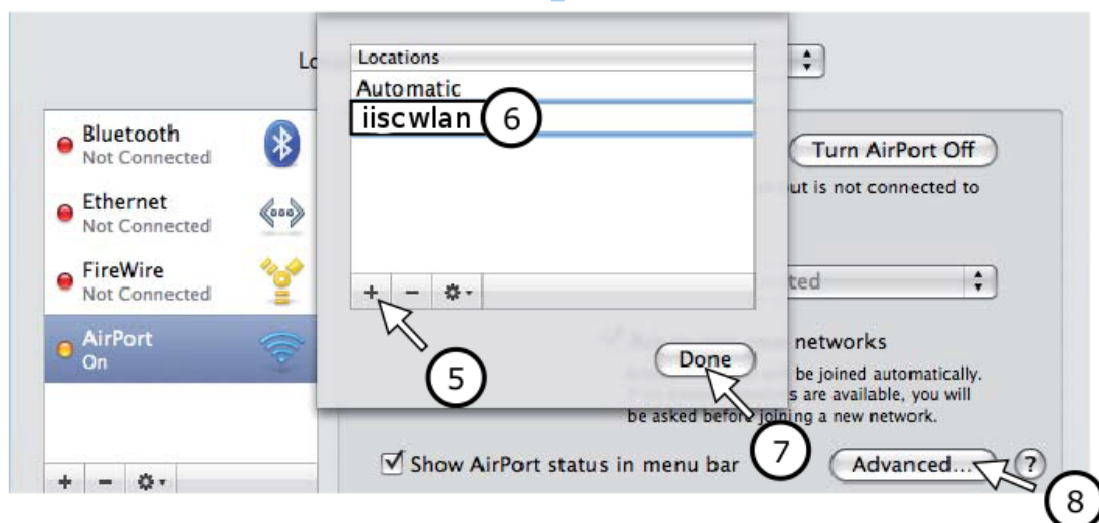 Lo
Locations
Automatic
iiscwlan
6
Bluetooth
Not Connected
Ethernet
Not Connected
FireWire
Not Connected
AirPort
On
+ −
5
Turn AirPort Off
ut is not connected to
ted
networks
be joined automatically.
s are available, you will
be asked before joining a new network.
Done
7
Show AirPort status in menu bar
Advanced...
?
8
+ −